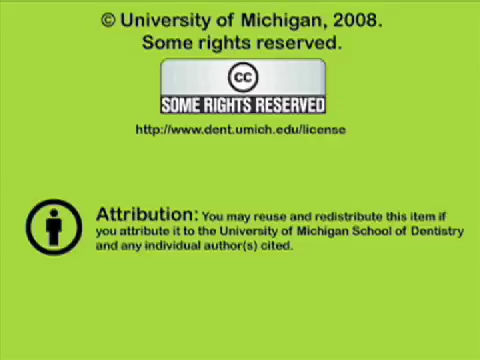 © University of Michigan, 2008.
Some rights reserved.
cc
SOME RIGHTS RESERVED
http://www.dent.umich.edu/license
Attribution: You may reuse and redistribute this item if
you attribute it to the University of Michigan School of Dentistry
and any individual author(s) cited.